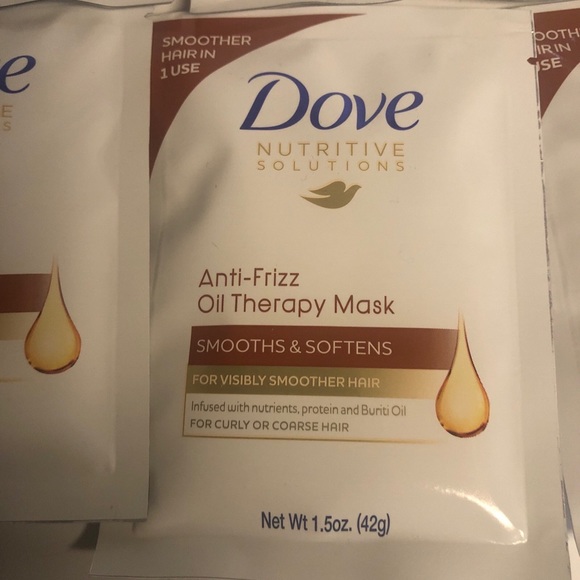 SMOOTHER
HAIR IN
1 USE
Dove
NUTRITIVE
SOLUTIONS
Anti-Frizz
Oil Therapy Mask
SMOOTHS & SOFTENS
FOR VISIBLY SMOOTHER HAIR
Infused with nutrients, protein and Buriti Oil
FOR CURLY OR COARSE HAIR
Net Wt 1.5oz. (42g)